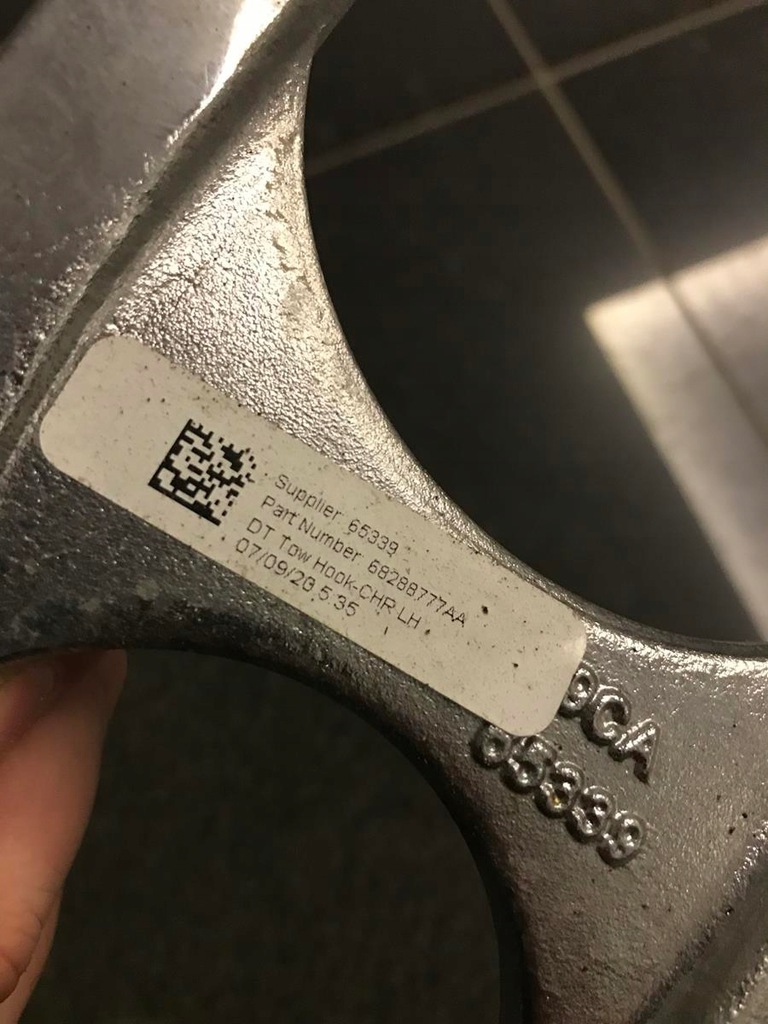 Supplier 65339
Part Number 68288777AA
DT Tow Hook-CHR LH
07/09/20 5:35
9CA
65339